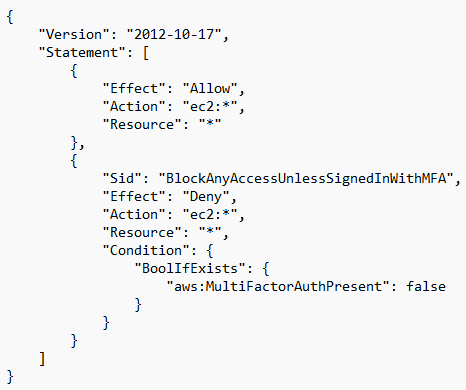 {
    "Version": "2012-10-17",
    "Statement": [
        {
            "Effect": "Allow",
            "Action": "ec2:*",
            "Resource": "*"
        },
        {
            "Sid": "BlockAnyAccessUnlessSignedInWithMFA",
            "Effect": "Deny",
            "Action": "ec2:*",
            "Resource": "*",
            "Condition": {
                "BoolIfExists": {
                    "aws:MultiFactorAuthPresent": false
                }
            }
        }
    ]
}